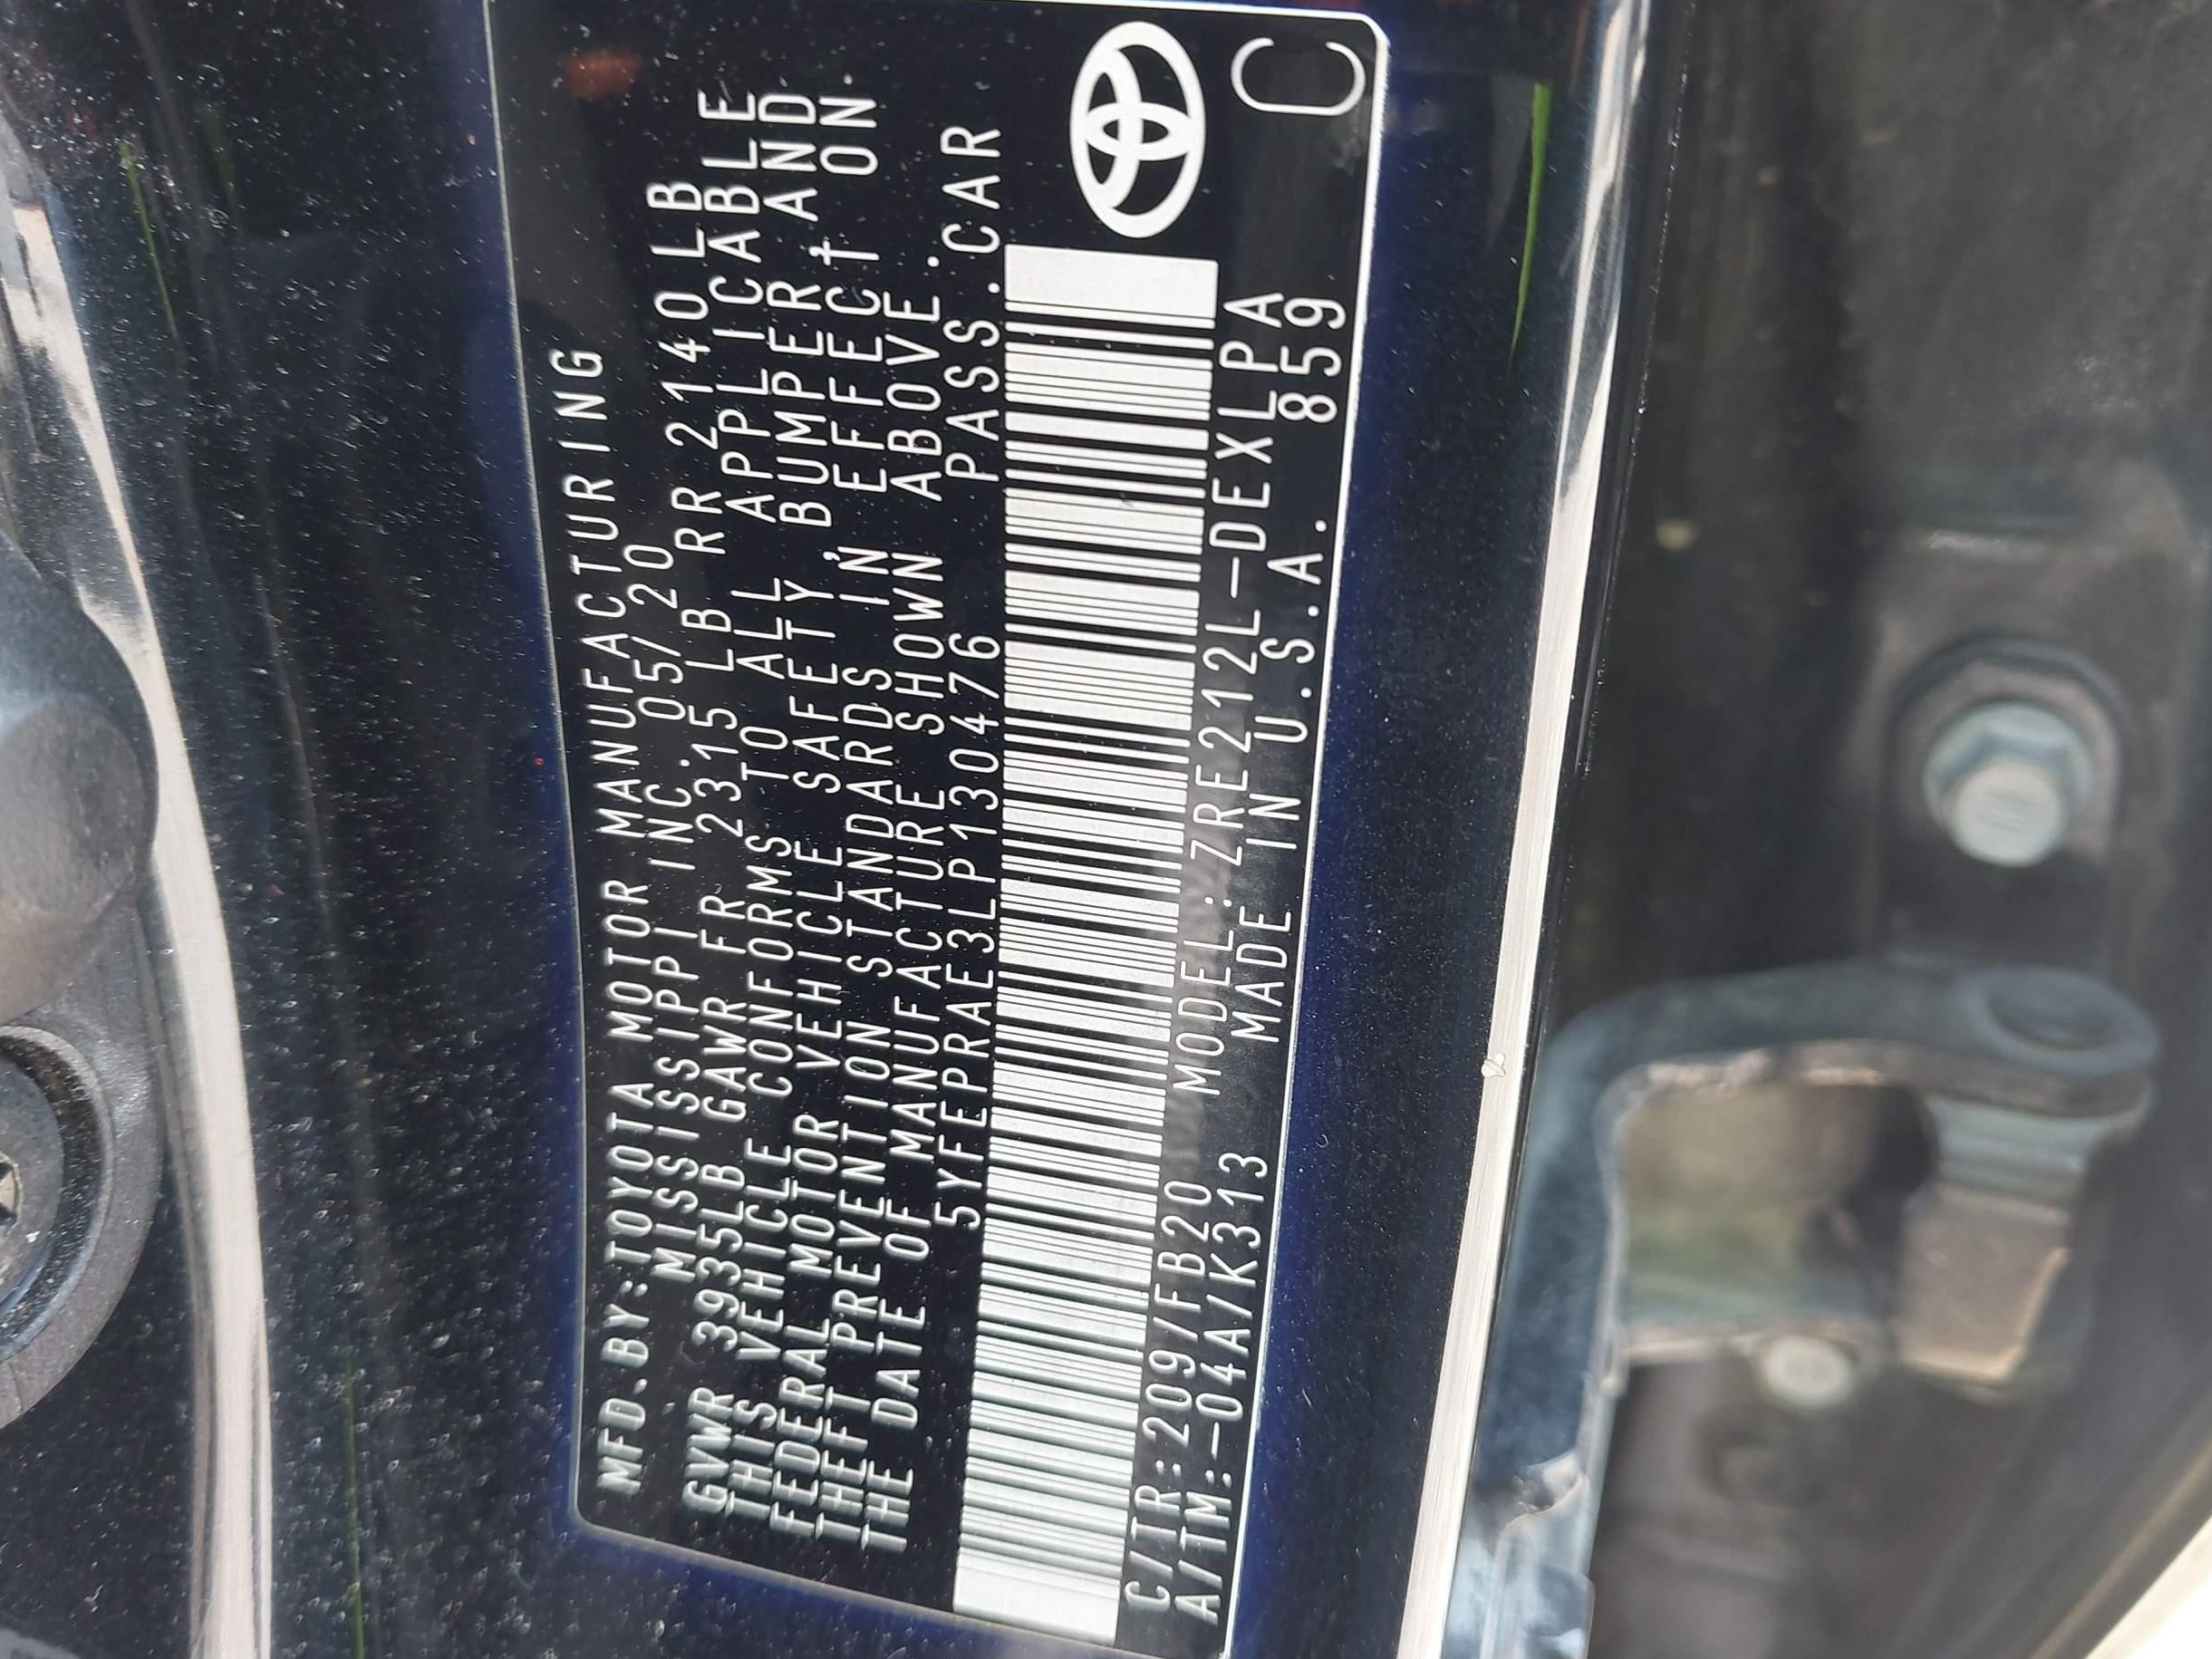 MFD.BY:TOYOTA MOTOR MANUFACTURING
MISSISSIPPI INC. 05/20
GVWR 3935LB GAWR FR 2315 LB RR 2140LB
THIS VEHICLE CONFORMS TO ALL APPLICABLE
FEDERAL MOTOR VEHICLE SAFETY, BUMPER, AND
THEFT PREVENTION STANDARDS IN EFFECT ON
THE DATE OF MANUFACTURE SHOWN ABOVE.
5YFEPRAE3LP130476 PASS.CAR
C/TR:209/FB20 MODEL:ZRE212L-DEXLPA
A/TM:-04A/K313 MADE IN U.S.A. 859
C